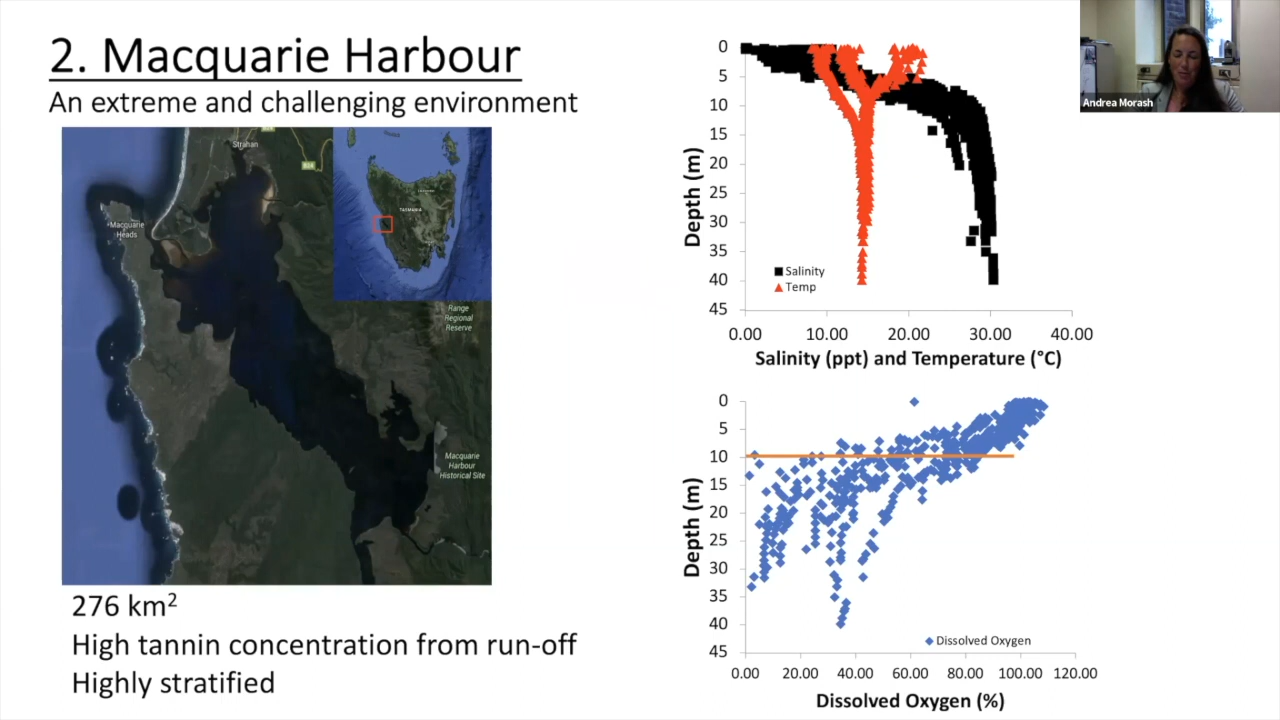 2. Macquarie Harbour
An extreme and challenging environment
Strahan
Macquarie
Heads
TASMANIA
Range
Regional
Reserve
Macquarie
Harbour
Historical Site
276 km²
High tannin concentration from run-off
Highly stratified
0
5
10
15
20
25
30
35
40
45
Depth (m)
Salinity
Temp
0.00 10.00 20.00 30.00 40.00
Salinity (ppt) and Temperature (°C)
0
5
10
15
20
25
30
35
40
45
Depth (m)
Dissolved Oxygen
0.00 20.00 40.00 60.00 80.00 100.00 120.00
Dissolved Oxygen (%)
Andrea Morash